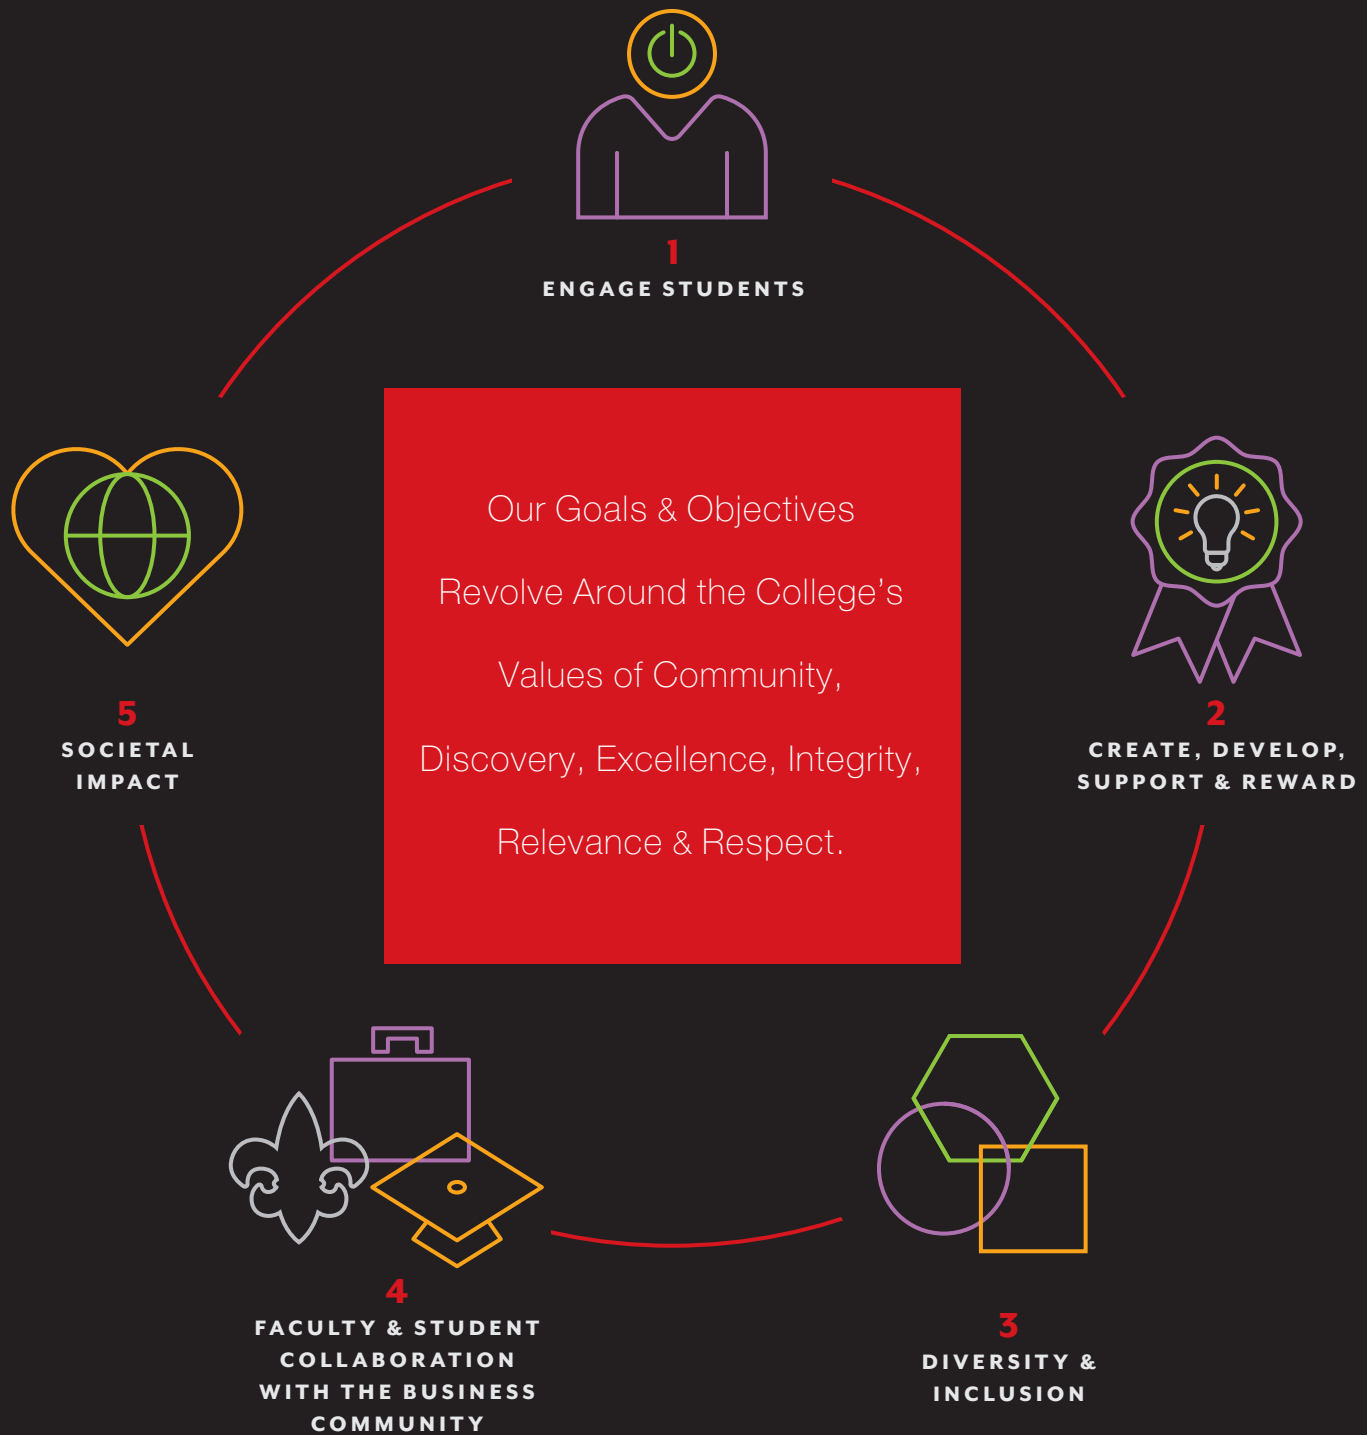 1
ENGAGE STUDENTS
Our Goals & Objectives
Revolve Around the College’s
Values of Community,
Discovery, Excellence, Integrity,
Relevance & Respect.
2
CREATE, DEVELOP,
SUPPORT & REWARD
3
DIVERSITY &
INCLUSION
4
FACULTY & STUDENT
COLLABORATION
WITH THE BUSINESS
COMMUNITY
5
SOCIETAL
IMPACT